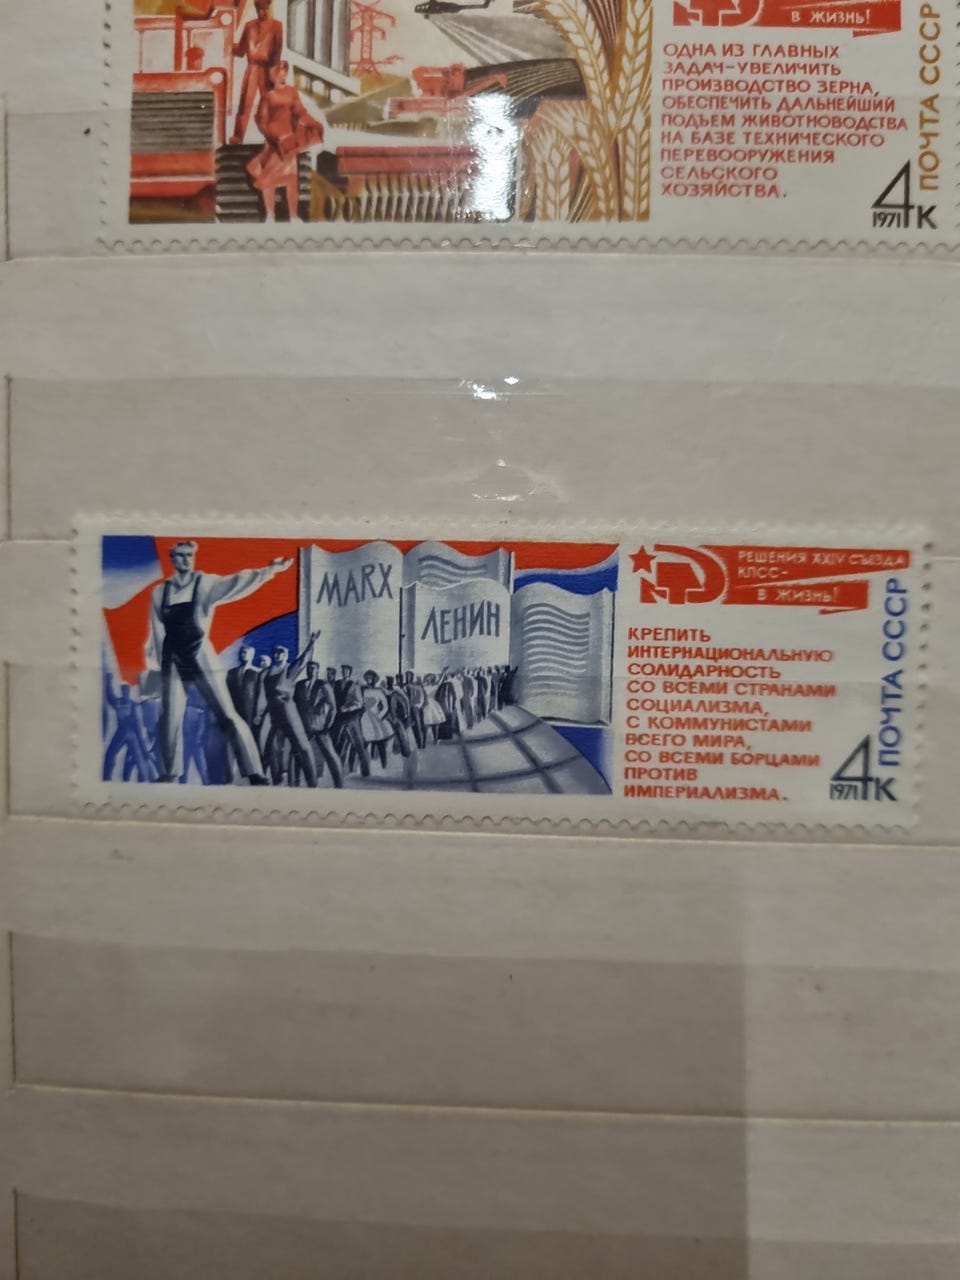 В ЖИЗНЬ!
ОДНА ИЗ ГЛАВНЫХ
ЗАДАЧ-УВЕЛИЧИТЬ
ПРОИЗВОДСТВО ЗЕРНА,
ОБЕСПЕЧИТЬ ДАЛЬНЕЙШИЙ
ПОДЪЕМ ЖИВОТНОВОДСТВА
НА БАЗЕ ТЕХНИЧЕСКОГО
ПЕРЕВООРУЖЕНИЯ
СЕЛЬСКОГО
ХОЗЯЙСТВА.
ПОЧТА СССР
1971 4К
MARX
ЛЕНИН
РЕШЕНИЯ XXIV СЪЕЗДА
КПСС-
В ЖИЗНЬ!
КРЕПИТЬ
ИНТЕРНАЦИОНАЛЬНУЮ
СОЛИДАРНОСТЬ
СО ВСЕМИ СТРАНАМИ
СОЦИАЛИЗМА,
С КОММУНИСТАМИ
ВСЕГО МИРА,
СО ВСЕМИ БОРЦАМИ
ПРОТИВ
ИМПЕРИАЛИЗМА.
ПОЧТА СССР
1971 4К